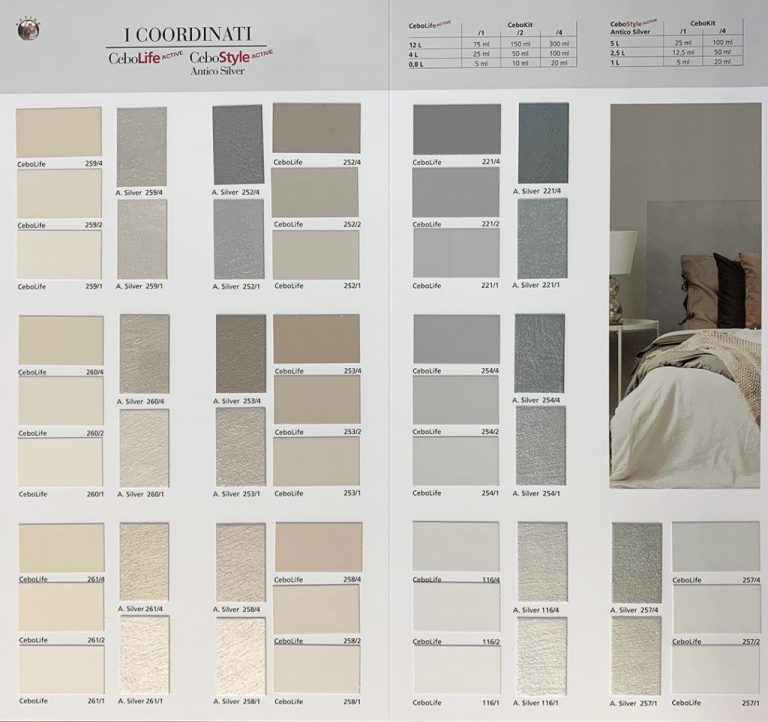 I COORDINATI
CeboLife ACTIVE CeboStyle ACTIVE
Antico Silver
CeboLife ACTIVE CeboKit
/1 /2 /4
12 L 75 ml 150 ml 300 ml
4 L 25 ml 50 ml 100 ml
0,8 L 5 ml 10 ml 20 ml
CeboStyle ACTIVE CeboKit
Antico Silver /1 /4
5 L 25 ml 100 ml
2,5 L 12,5 ml 50 ml
1 L 5 ml 20 ml
CeboLife 259/4
A. Silver 259/4
A. Silver 252/4
CeboLife 252/4
CeboLife 221/4
A. Silver 221/4
CeboLife 259/2
CeboLife 252/2
CeboLife 221/2
CeboLife 259/1
A. Silver 259/1
A. Silver 252/1
CeboLife 252/1
CeboLife 221/1
A. Silver 221/1
CeboLife 260/4
A. Silver 260/4
A. Silver 253/4
CeboLife 253/4
CeboLife 254/4
A. Silver 254/4
CeboLife 260/2
CeboLife 253/2
CeboLife 254/2
CeboLife 260/1
A. Silver 260/1
A. Silver 253/1
CeboLife 253/1
CeboLife 254/1
A. Silver 254/1
CeboLife 261/4
A. Silver 261/4
A. Silver 258/4
CeboLife 258/4
CeboLife 116/4
A. Silver 116/4
A. Silver 257/4
CeboLife 257/4
CeboLife 261/2
CeboLife 258/2
CeboLife 116/2
CeboLife 257/2
CeboLife 261/1
A. Silver 261/1
A. Silver 258/1
CeboLife 258/1
CeboLife 116/1
A. Silver 116/1
A. Silver 257/1
CeboLife 257/1